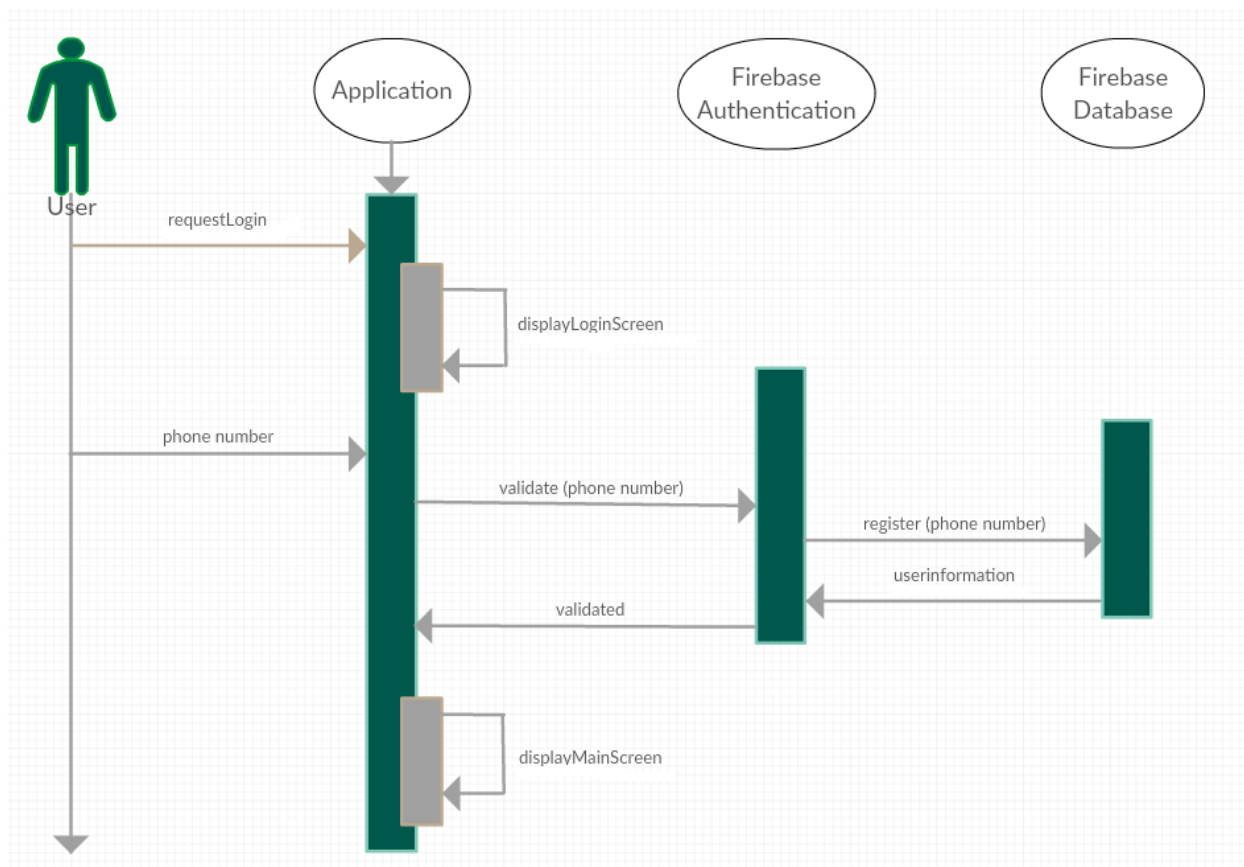 Application
Firebase
Authentication
Firebase
Database
User
requestLogin
displayLoginScreen
phone number
validate (phone number)
register (phone number)
userinformation
validated
displayMainScreen